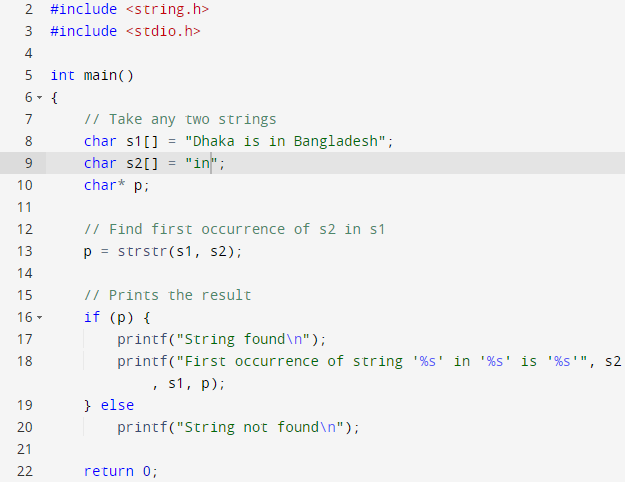 2 #include <string.h>
3 #include <stdio.h>
4
5 int main()
6 {
7 // Take any two strings
8 char s1[] = "Dhaka is in Bangladesh";
9 char s2[] = "in";
10 char* p;
11
12 // Find first occurrence of s2 in s1
13 p = strstr(s1, s2);
14
15 // Prints the result
16 if (p) {
17 printf("String found\n");
18 printf("First occurrence of string '%s' in '%s' is '%s'", s2
, s1, p);
19 } else
20 printf("String not found\n");
21
22 return 0;